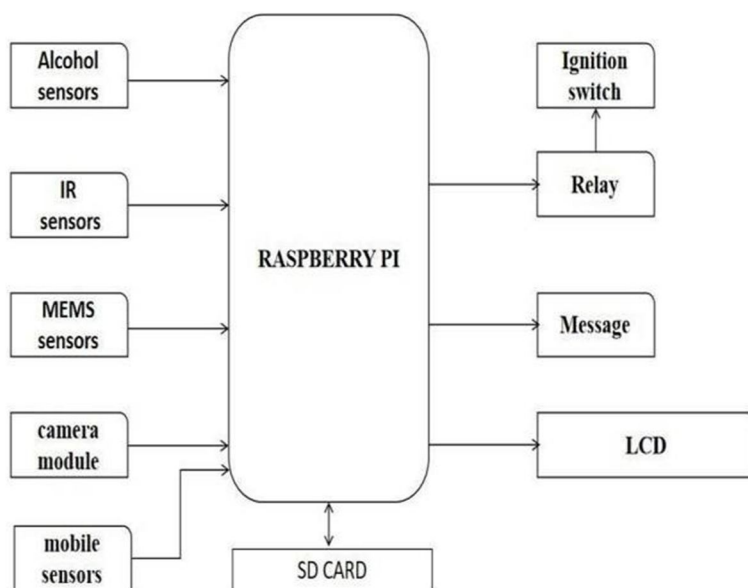 Alcohol
sensors
IR
sensors
MEMS
sensors
camera
module
mobile
sensors
RASPBERRY PI
SD CARD
Ignition
switch
Relay
Message
LCD